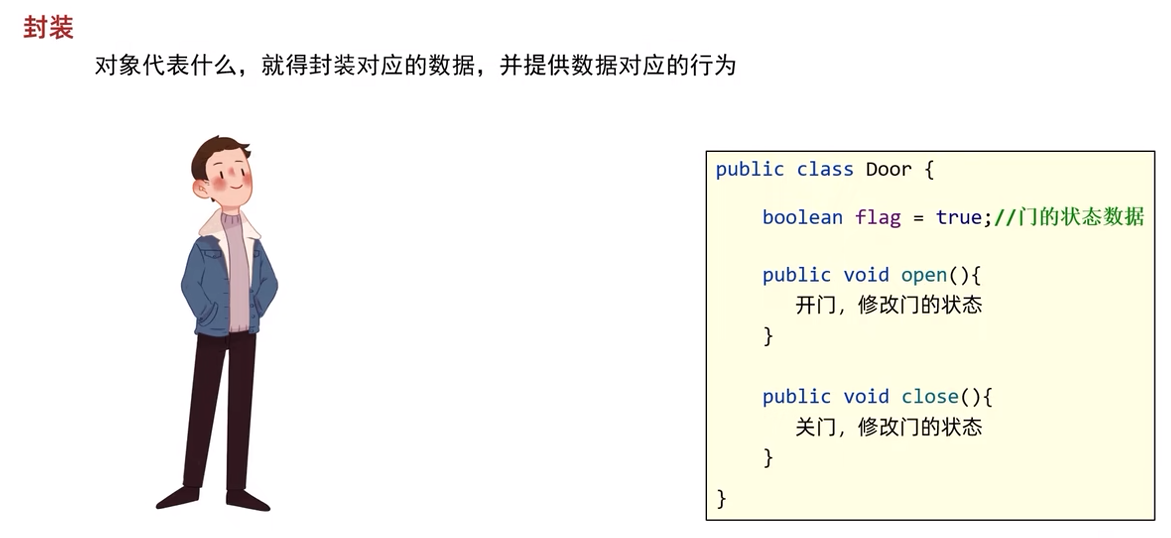 封装
对象代表什么，就得封装对应的数据，并提供数据对应的行为
public class Door {
boolean flag = true;//门的状态数据
public void open(){
开门，修改门的状态
}
public void close(){
关门，修改门的状态
}
}